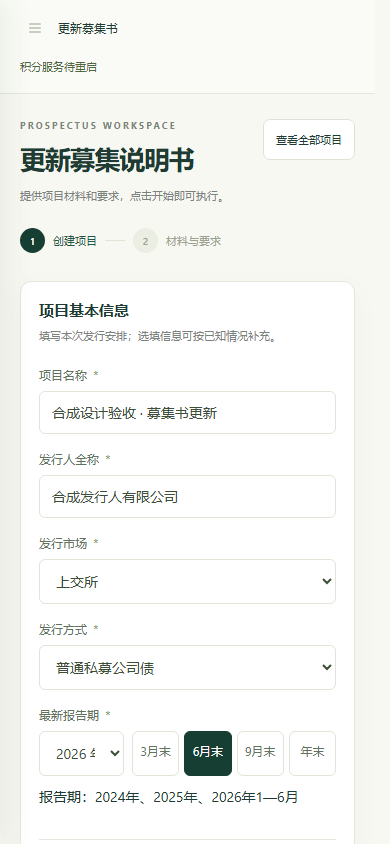 更新募集书
积分服务待重启
PROSPECTUS WORKSPACE
查看全部项目
更新募集说明书
提供项目材料和要求，点击开始即可执行。
1 创建项目 2 材料与要求
项目基本信息
填写本次发行安排；选填信息可按已知情况补充。
项目名称 *
合成设计验收 · 募集书更新
发行人全称 *
合成发行人有限公司
发行市场 *
上交所
发行方式 *
普通私募公司债
最新报告期 *
2026 3月末 6月末 9月末 年末
报告期：2024年、2025年、2026年1—6月